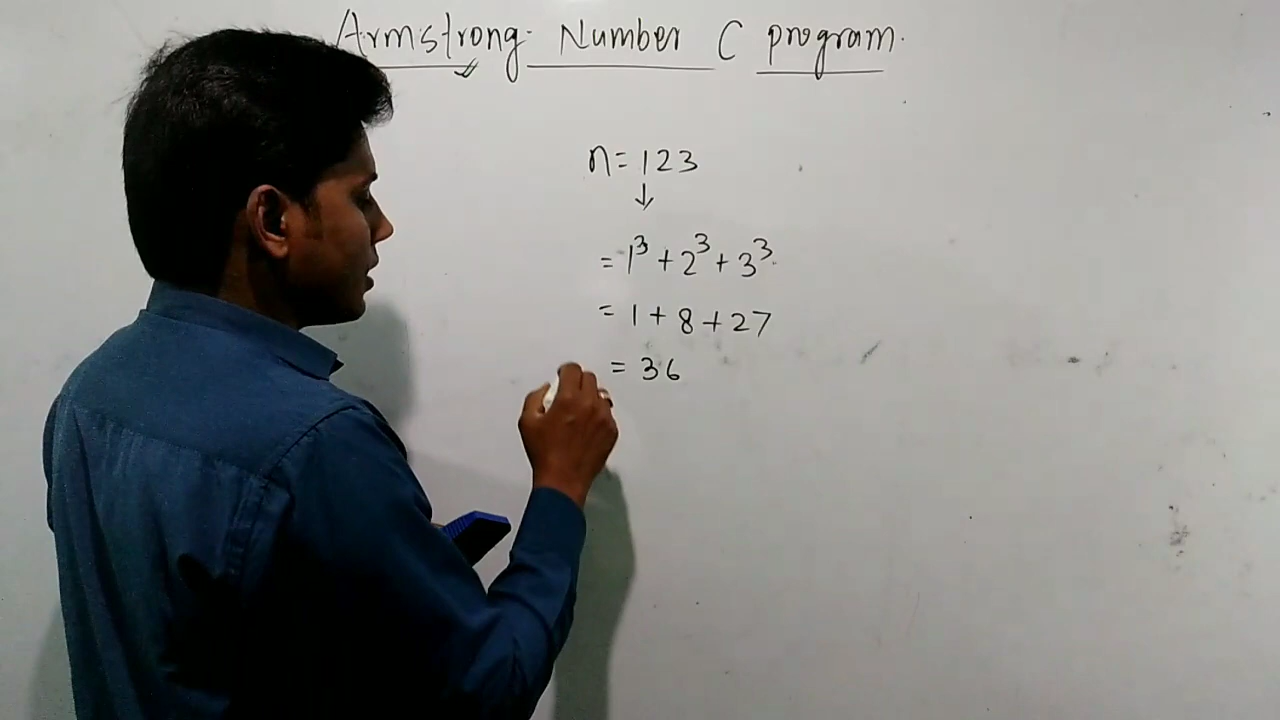 Armstrong Number C program.
n = 123
↓
= 1³ + 2³ + 3³
= 1 + 8 + 27
= 36